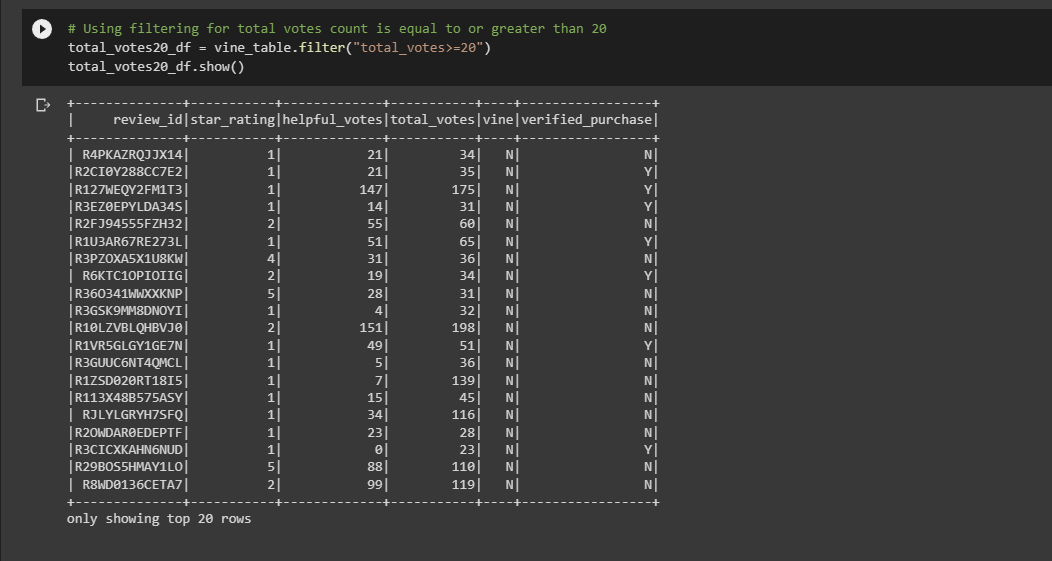 # Using filtering for total votes count is equal to or greater than 20
total_votes20_df = vine_table.filter("total_votes>=20")
total_votes20_df.show()
+--------------+-----------+-------------+-----------+----+-----------------+
|     review_id|star_rating|helpful_votes|total_votes|vine|verified_purchase|
+--------------+-----------+-------------+-----------+----+-----------------+
| R4PKAZRQJJX14|          1|           21|         34|   N|                N|
|R2CI0Y288CC7E2|          1|           21|         35|   N|                Y|
|R127WEQY2FM1T3|          1|          147|        175|   N|                Y|
|R3EZ0EPYLDA34S|          1|           14|         31|   N|                Y|
|R2FJ94555FZH32|          2|           55|         60|   N|                N|
|R1U3AR67RE273L|          1|           51|         65|   N|                Y|
|R3PZOXA5X1U8KW|          4|           31|         36|   N|                N|
| R6KTC1OPIOIIG|          2|           19|         34|   N|                Y|
|R36O341WWXXKNP|          5|           28|         31|   N|                N|
|R3GSK9MM8DNOYI|          1|            4|         32|   N|                N|
|R10LZVBLQHBVJ0|          2|          151|        198|   N|                N|
|R1VR5GLGY1GE7N|          1|           49|         51|   N|                Y|
|R3GUUC6NT4QMCL|          1|            5|         36|   N|                N|
|R1ZSD020RT18I5|          1|            7|        139|   N|                N|
|R113X48B575ASY|          1|           15|         45|   N|                N|
| RJLYLGRYH7SFQ|          1|           34|        116|   N|                N|
|R2OWDAR0EDEPTF|          1|           23|         28|   N|                N|
|R3CICXKAHN6NUD|          1|            0|         23|   N|                Y|
|R29BOS5HMAY1LO|          5|           88|        110|   N|                N|
| R8WD0136CETA7|          2|           99|        119|   N|                N|
+--------------+-----------+-------------+-----------+----+-----------------+
only showing top 20 rows